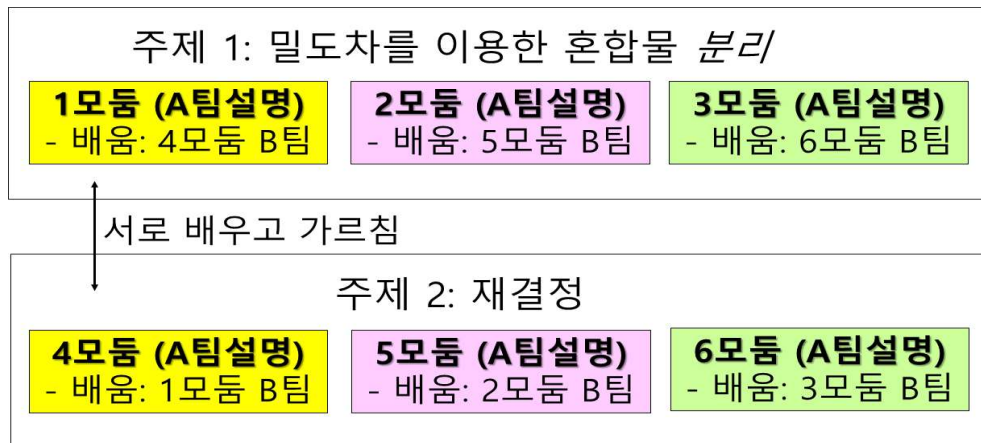 주제 1: 밀도차를 이용한 혼합물 분리
1모둠 (A팀설명)
- 배움: 4모둠 B팀
2모둠 (A팀설명)
- 배움: 5모둠 B팀
3모둠 (A팀설명)
- 배움: 6모둠 B팀
서로 배우고 가르침
주제 2: 재결정
4모둠 (A팀설명)
- 배움: 1모둠 B팀
5모둠 (A팀설명)
- 배움: 2모둠 B팀
6모둠 (A팀설명)
- 배움: 3모둠 B팀